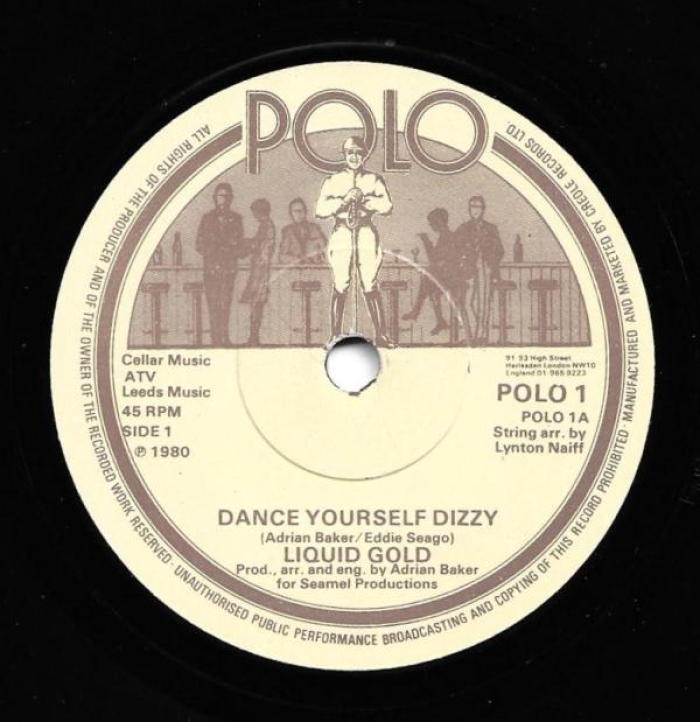 POLO
ALL RIGHTS OF THE PRODUCER AND OF THE OWNER OF THE RECORDED WORK RESERVED · UNAUTHORISED PUBLIC PERFORMANCE BROADCASTING AND COPYING OF THIS RECORD PROHIBITED · MANUFACTURED AND MARKETED BY CREOLE RECORDS LTD.
Cellar Music
ATV
Leeds Music
45 RPM
SIDE 1
℗ 1980
91 93 High Street
Harlesden London NW10
England 01 965 9223
POLO 1
POLO 1A
String arr. by
Lynton Naiff
DANCE YOURSELF DIZZY
(Adrian Baker/Eddie Seago)
LIQUID GOLD
Prod., arr. and eng. by Adrian Baker
for Seamel Productions